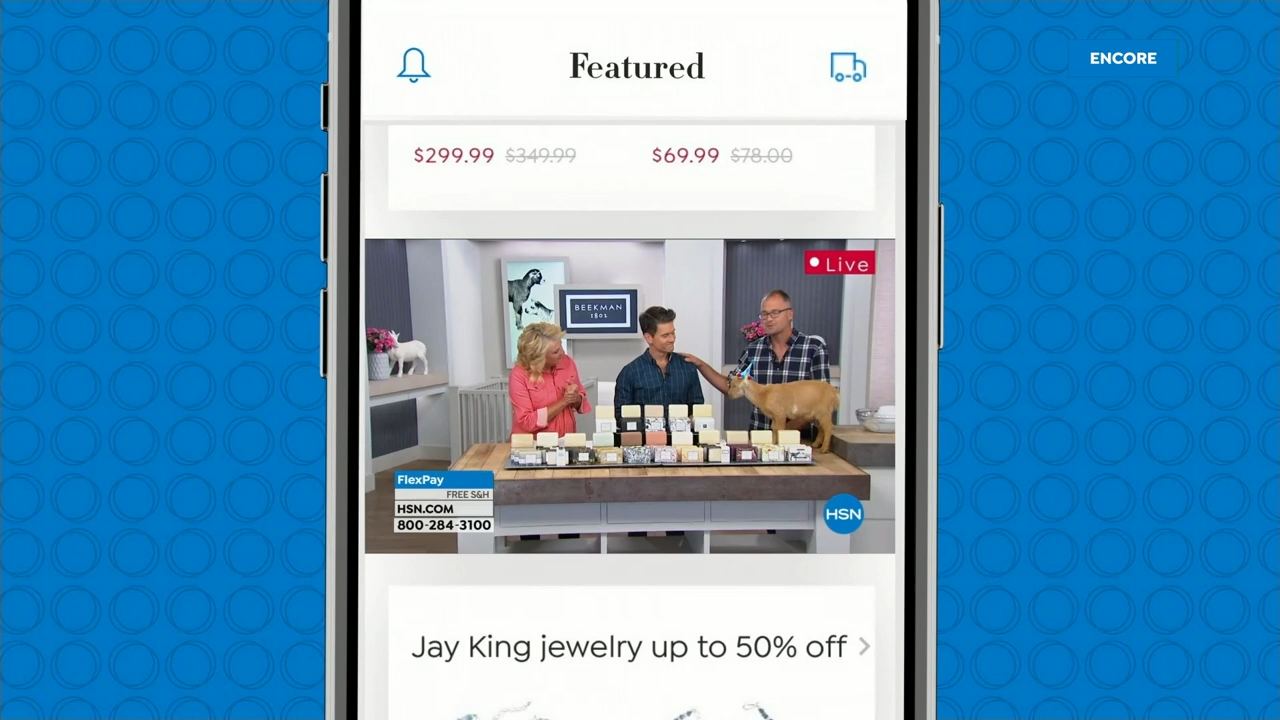 Featured
ENCORE
$299.99 $349.99 $69.99 $78.00
Live
BEEKMAN
1802
FlexPay
FREE S&H
HSN.COM
800-284-3100
HSN
Jay King jewelry up to 50% off